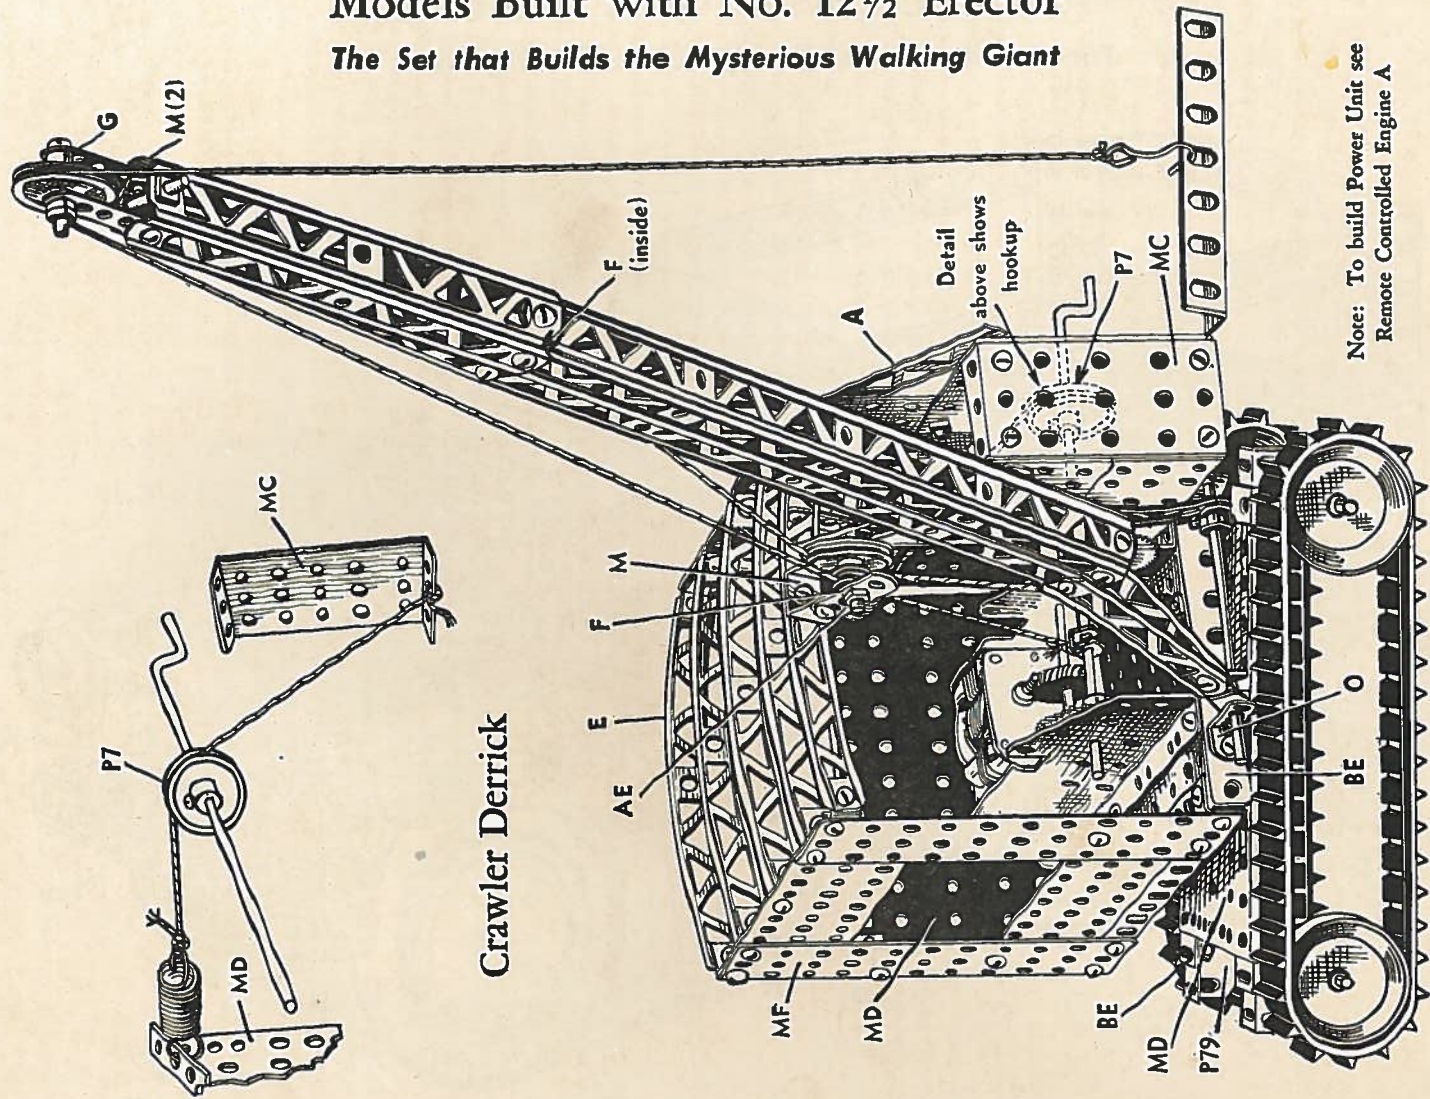 Models Built with No. 12½ Erector
The Set that Builds the Mysterious Walking Giant
G
M(2)
F
(inside)
A
Detail
above shows
hookup
P7
MC
Note: To build Power Unit see
Remote Controlled Engine A
MC
P7
MD
Crawler Derrick
M
F
E
AE
MF
MD
BE
MD
P79
O
BE